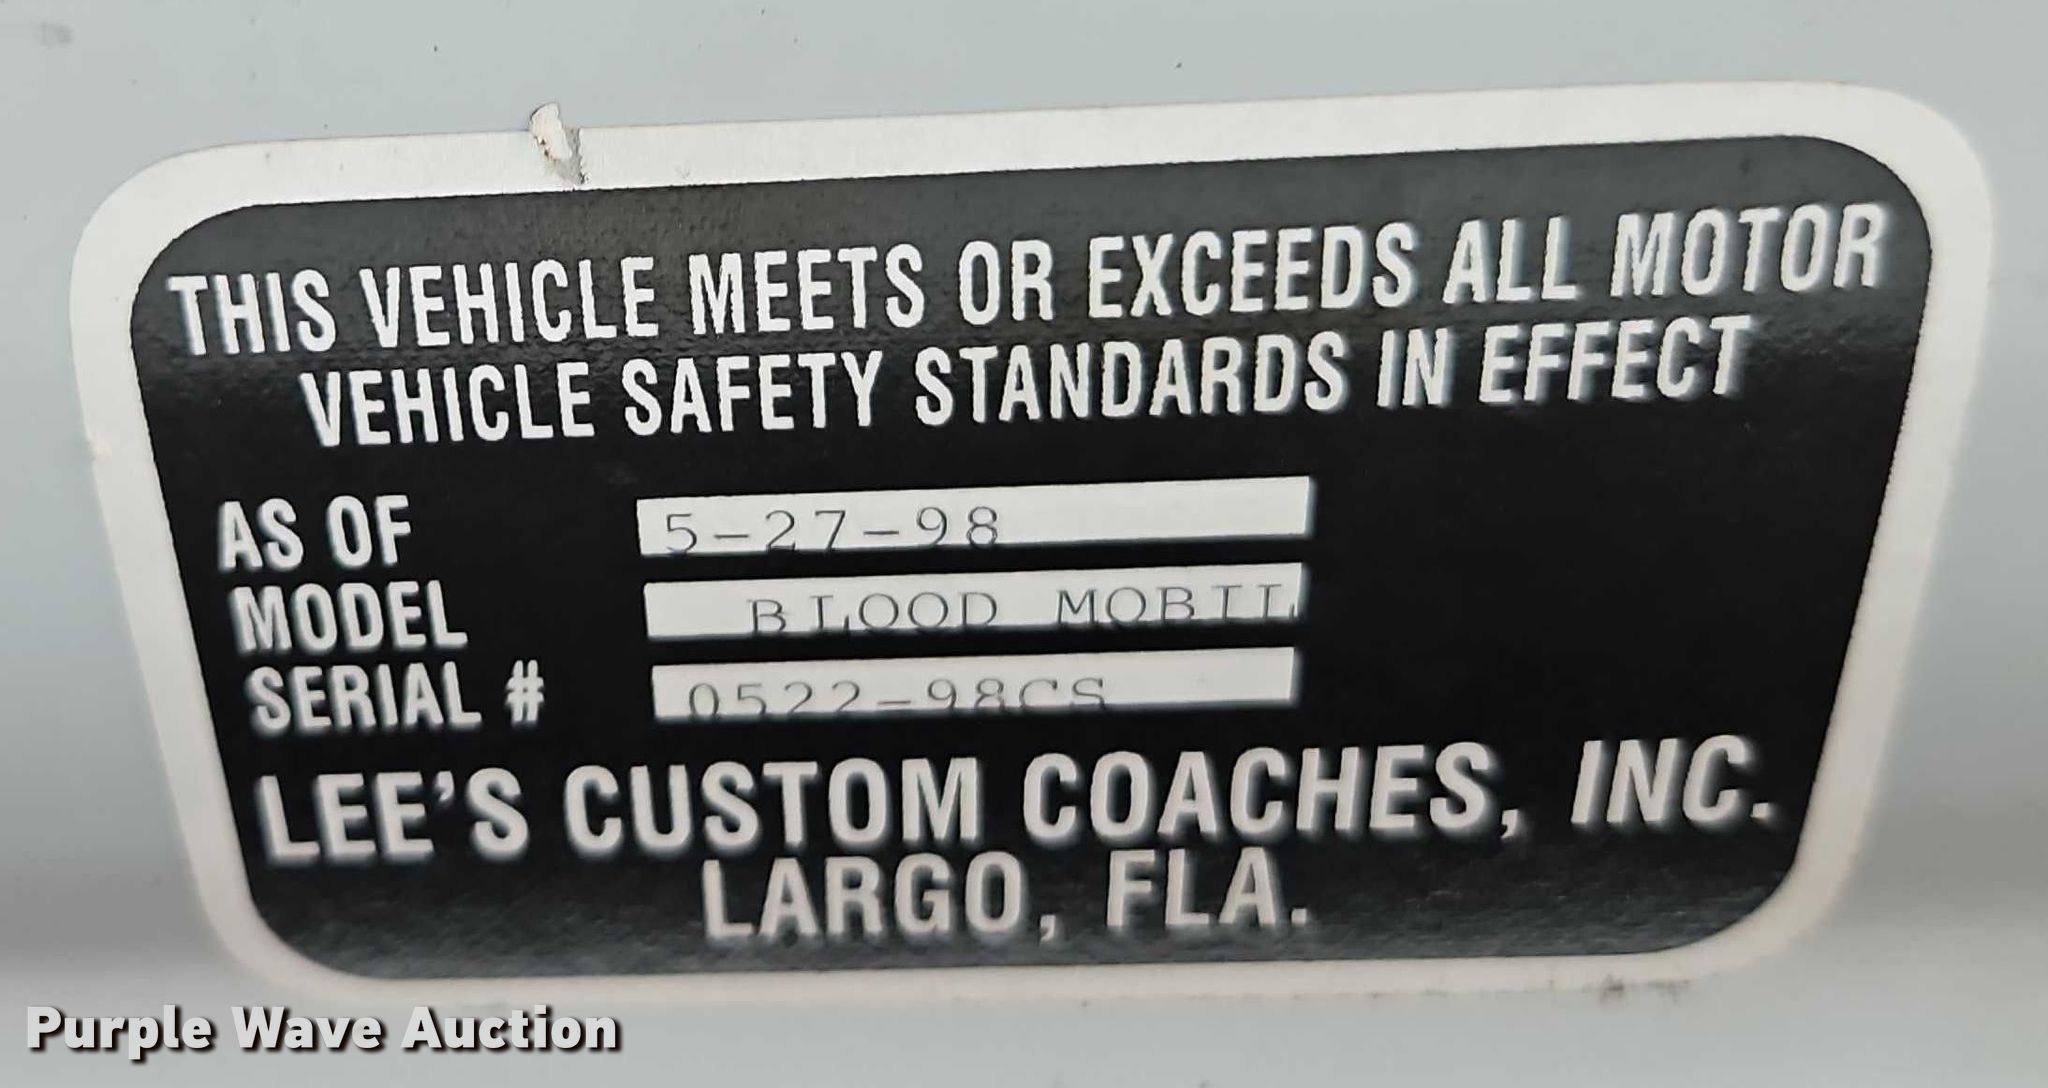 THIS VEHICLE MEETS OR EXCEEDS ALL MOTOR
VEHICLE SAFETY STANDARDS IN EFFECT
AS OF 5-27-98
MODEL BLOOD MOBIL
SERIAL # 0522-98CS
LEE'S CUSTOM COACHES, INC.
LARGO, FLA.
Purple Wave Auction